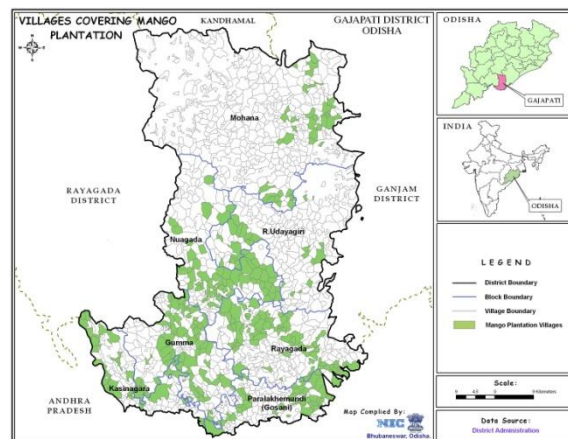 VILLAGES COVERING MANGO
PLANTATION
KANDHAMAL
GAJAPATI DISTRICT
ODISHA
Mohana
RAYAGADA
DISTRICT
GANJAM
DISTRICT
Nuagada
R.Udayagiri
Gumma
Rayagada
Kasinagara
Paralakhemundi
(Gosani)
ANDHRA
PRADESH
Map Complied By:
NIC
Bhubaneswar, Odisha.
ODISHA
GAJAPATI
INDIA
ODISHA
LEGEND
District Boundary
Block Boundary
Village Boundary
Mango Plantation Villages
Scale:
Kilometers
Data Source:
District Administration